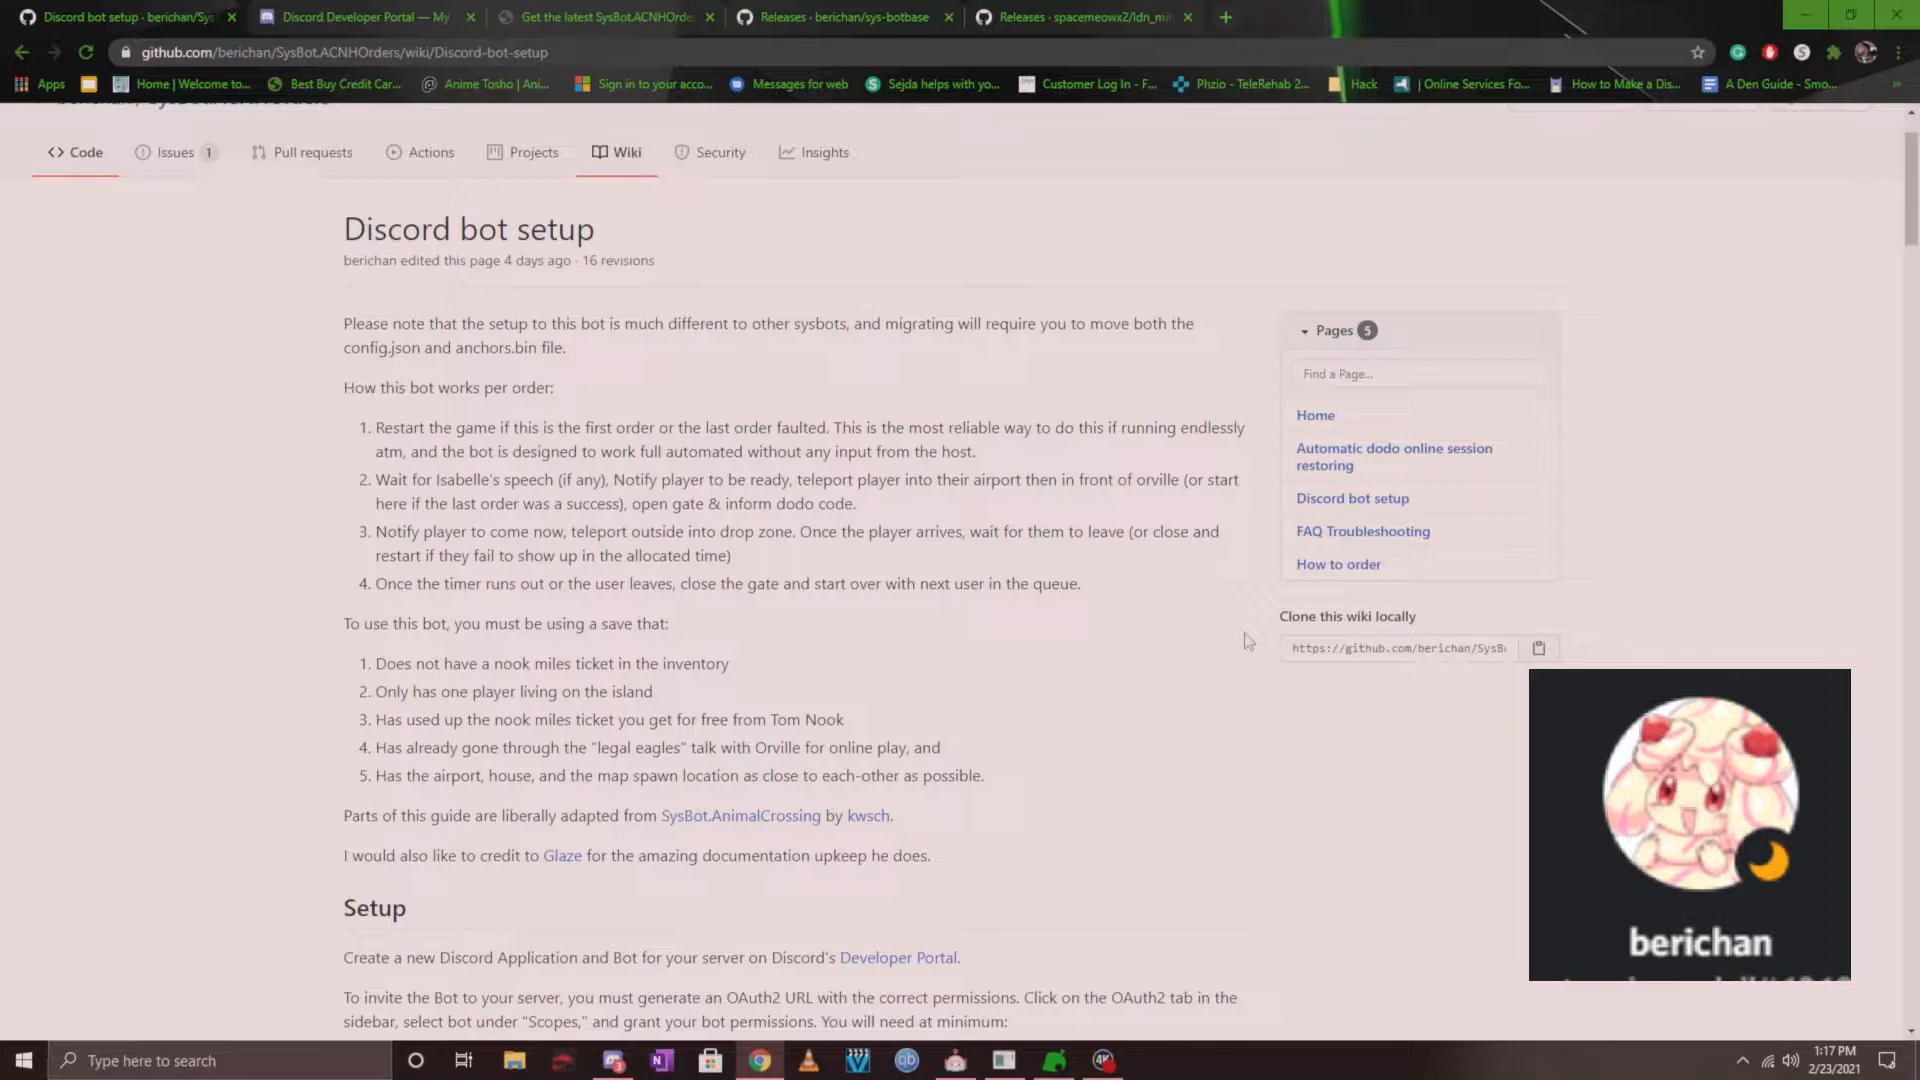 Discord bot setup · berichan/Sys
Discord Developer Portal — My
Get the latest SysBot.ACNHOrde
Releases · berichan/sys-botbase
Releases · spacemeowx2/ldn_mi
github.com/berichan/SysBot.ACNHOrders/wiki/Discord-bot-setup
Apps
Home | Welcome to...
Best Buy Credit Car...
Anime Tosho | Ani...
Sign in to your acco...
Messages for web
Sejda helps with yo...
Customer Log In - F...
Phzio - TeleRehab 2...
Hack
| Online Services Fo...
How to Make a Dis...
A Den Guide - Smo...
Code
Issues 1
Pull requests
Actions
Projects
Wiki
Security
Insights
Discord bot setup
berichan edited this page 4 days ago · 16 revisions
Please note that the setup to this bot is much different to other sysbots, and migrating will require you to move both the
config.json and anchors.bin file.
How this bot works per order:
1. Restart the game if this is the first order or the last order faulted. This is the most reliable way to do this if running endlessly
atm, and the bot is designed to work full automated without any input from the host.
2. Wait for Isabelle's speech (if any), Notify player to be ready, teleport player into their airport then in front of orville (or start
here if the last order was a success), open gate & inform dodo code.
3. Notify player to come now, teleport outside into drop zone. Once the player arrives, wait for them to leave (or close and
restart if they fail to show up in the allocated time)
4. Once the timer runs out or the user leaves, close the gate and start over with next user in the queue.
To use this bot, you must be using a save that:
1. Does not have a nook miles ticket in the inventory
2. Only has one player living on the island
3. Has used up the nook miles ticket you get for free from Tom Nook
4. Has already gone through the "legal eagles" talk with Orville for online play, and
5. Has the airport, house, and the map spawn location as close to each-other as possible.
Parts of this guide are liberally adapted from SysBot.AnimalCrossing by kwsch.
I would also like to credit to Glaze for the amazing documentation upkeep he does.
Setup
Create a new Discord Application and Bot for your server on Discord's Developer Portal.
To invite the Bot to your server, you must generate an OAuth2 URL with the correct permissions. Click on the OAuth2 tab in the
sidebar, select bot under "Scopes," and grant your bot permissions. You will need at minimum:
Pages 5
Find a Page...
Home
Automatic dodo online session
restoring
Discord bot setup
FAQ Troubleshooting
How to order
Clone this wiki locally
https://github.com/berichan/SysB
berichan
Type here to search
1:17 PM
2/23/2021